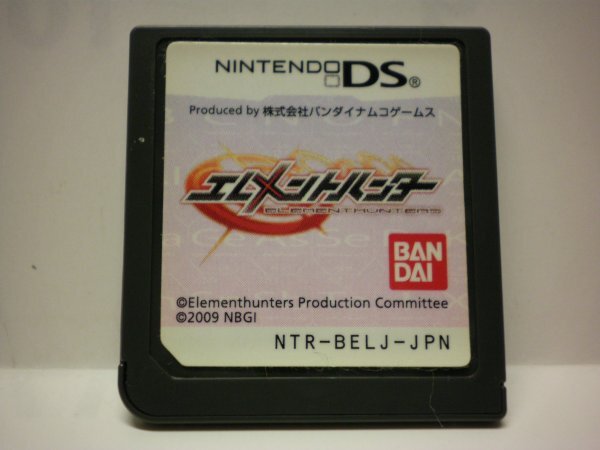 NINTENDO DS®
Produced by 株式会社バンダイナムコゲームス
エレメントハンター
ELEMENTHUNTERS
BAN
DAI
©Elementhunters Production Committee
©2009 NBGI
NTR-BELJ-JPN